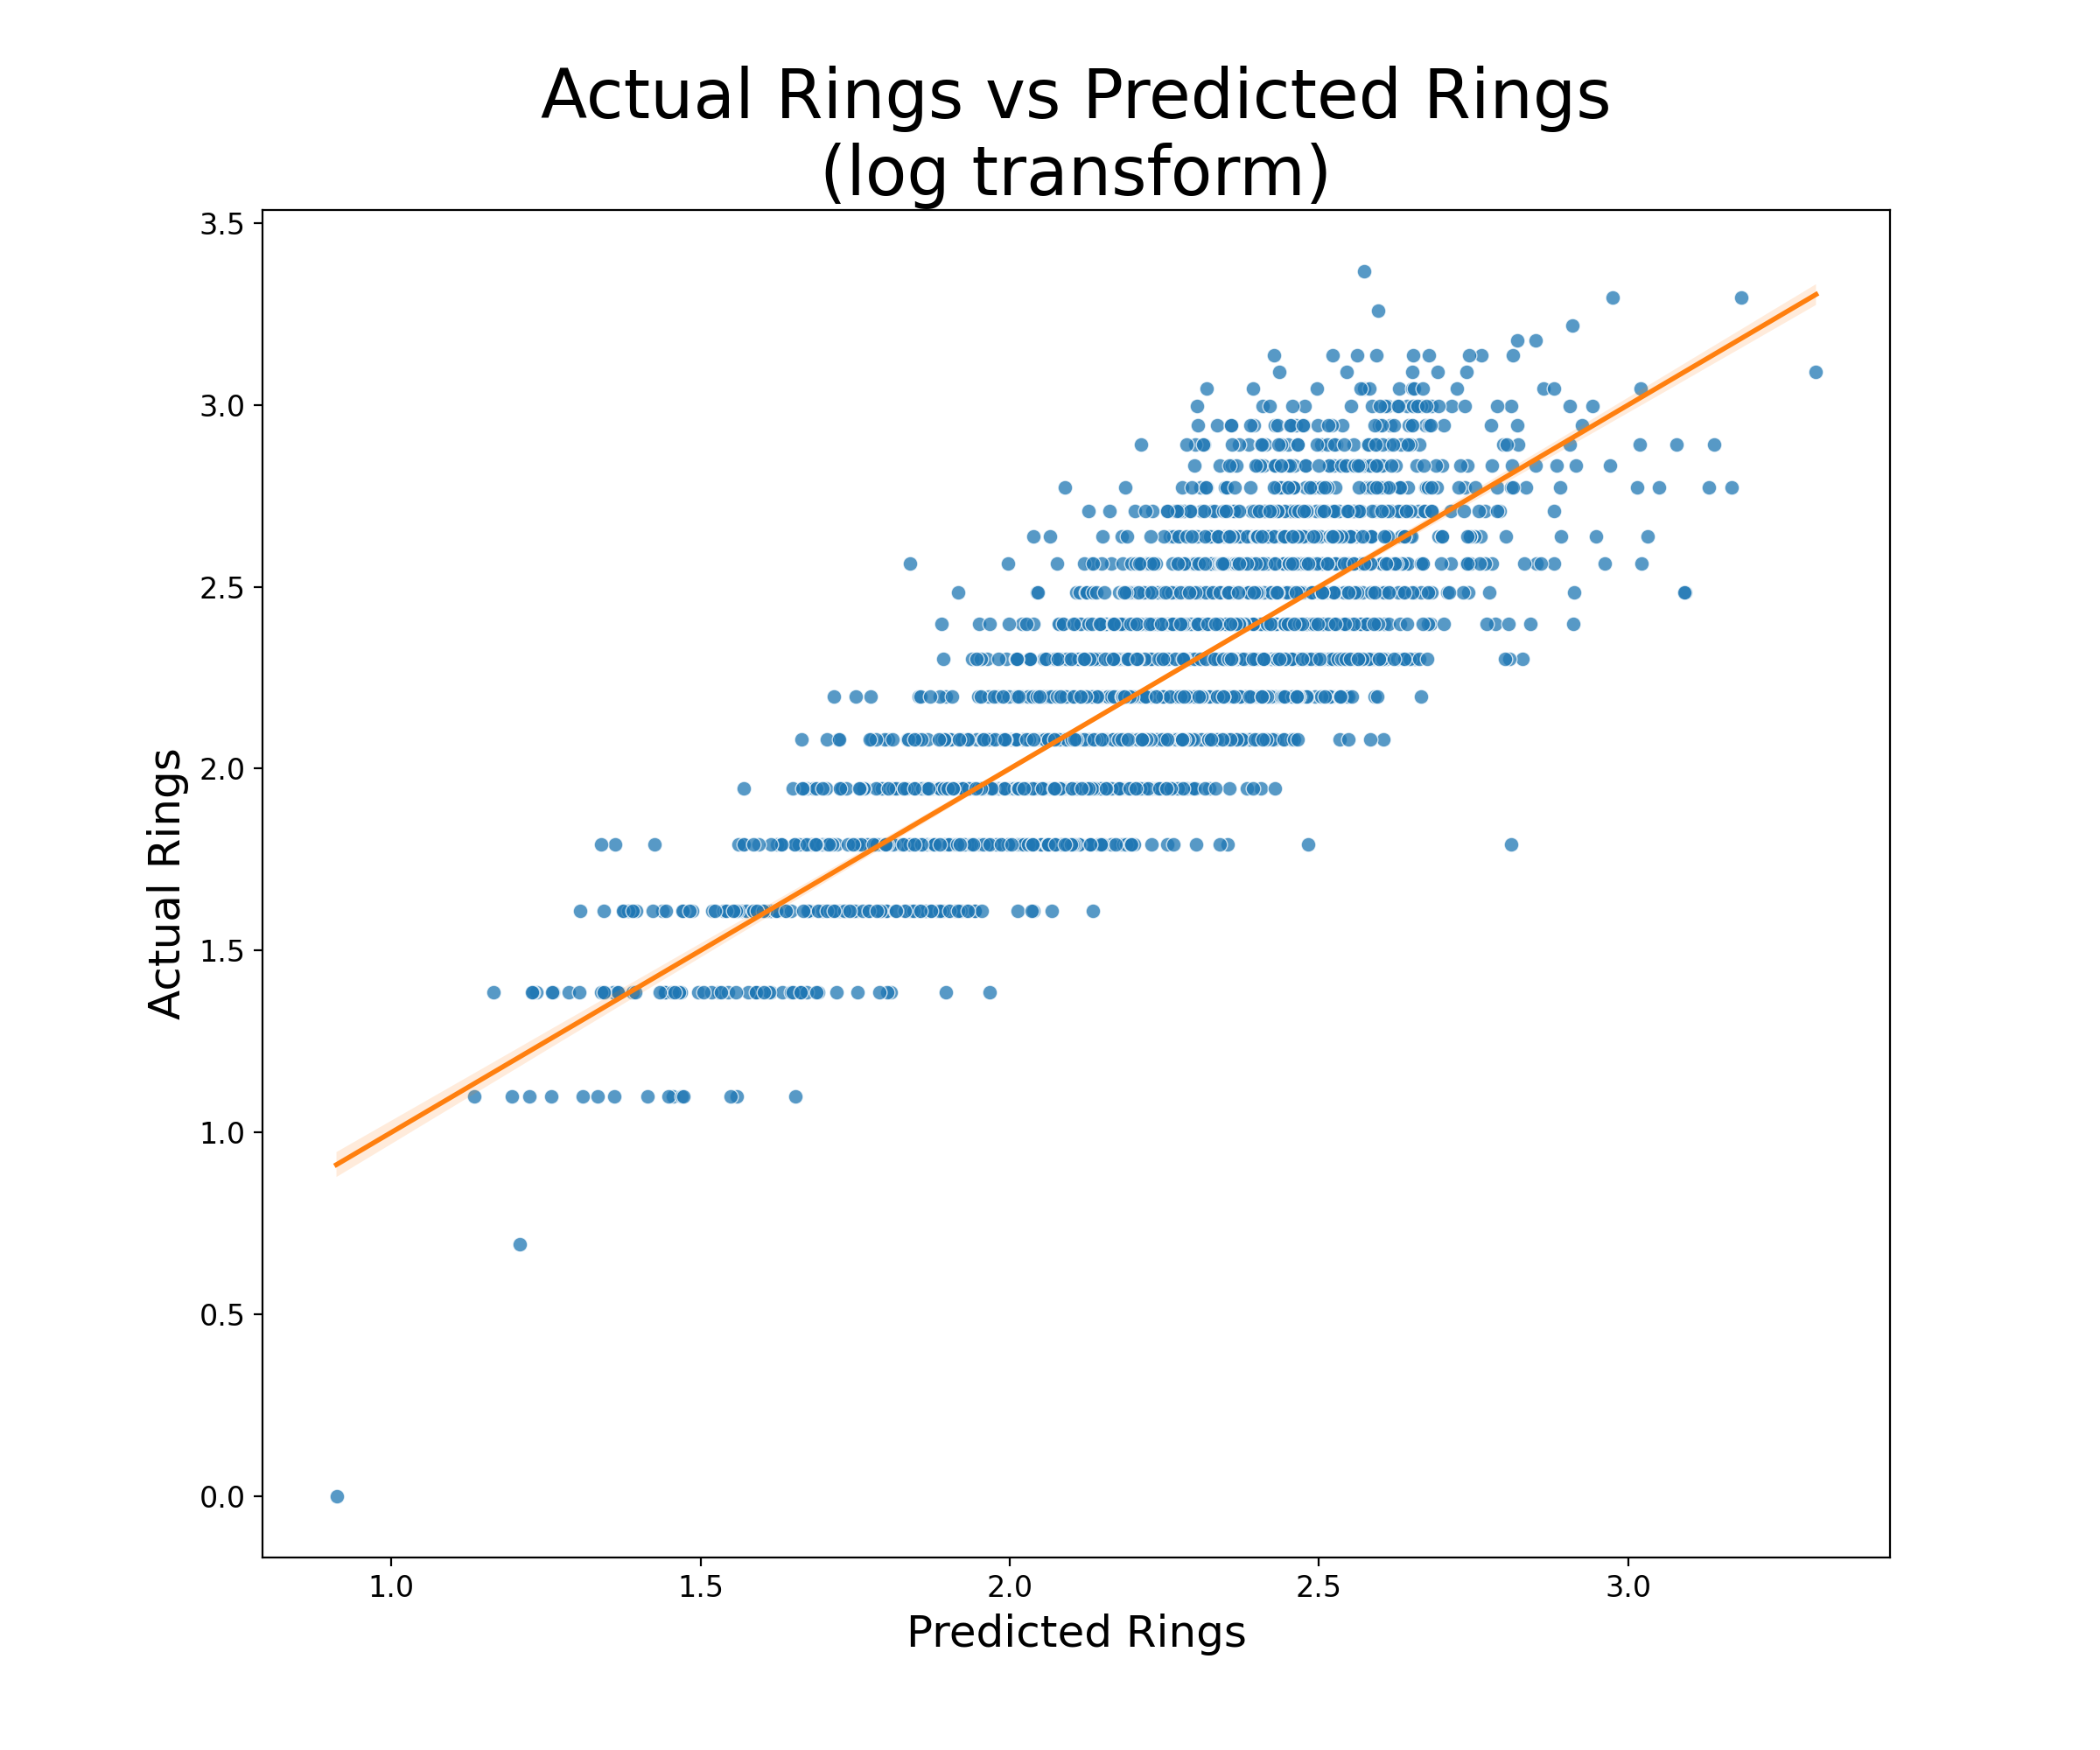 Actual Rings vs Predicted Rings
(log transform)
3.5
3.0
2.5
2.0
1.5
1.0
0.5
0.0
Actual Rings
1.0 1.5 2.0 2.5 3.0
Predicted Rings